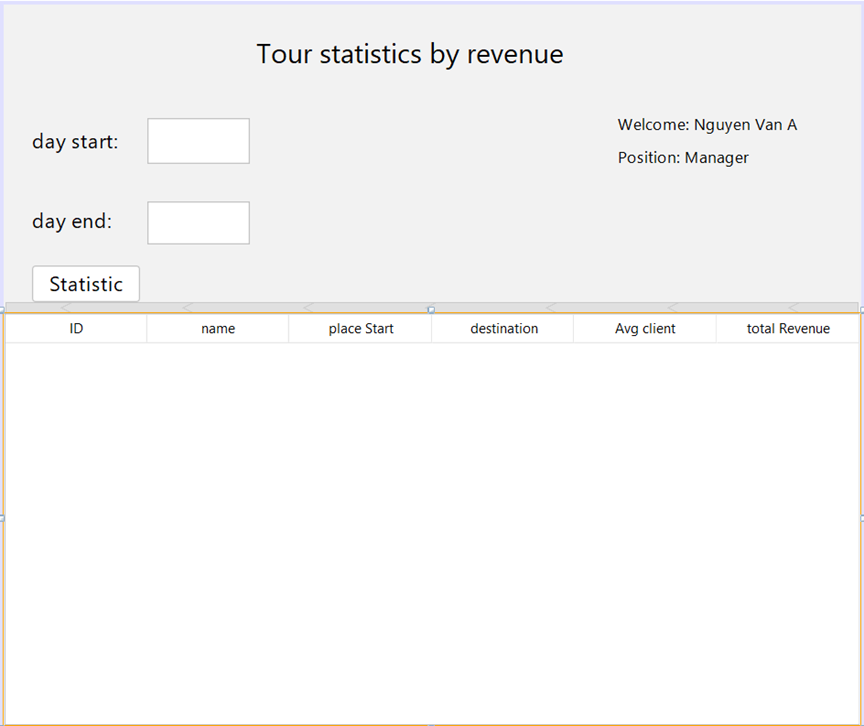 Tour statistics by revenue
Welcome: Nguyen Van A
day start:
Position: Manager
day end:
Statistic
ID name place Start destination Avg client total Revenue